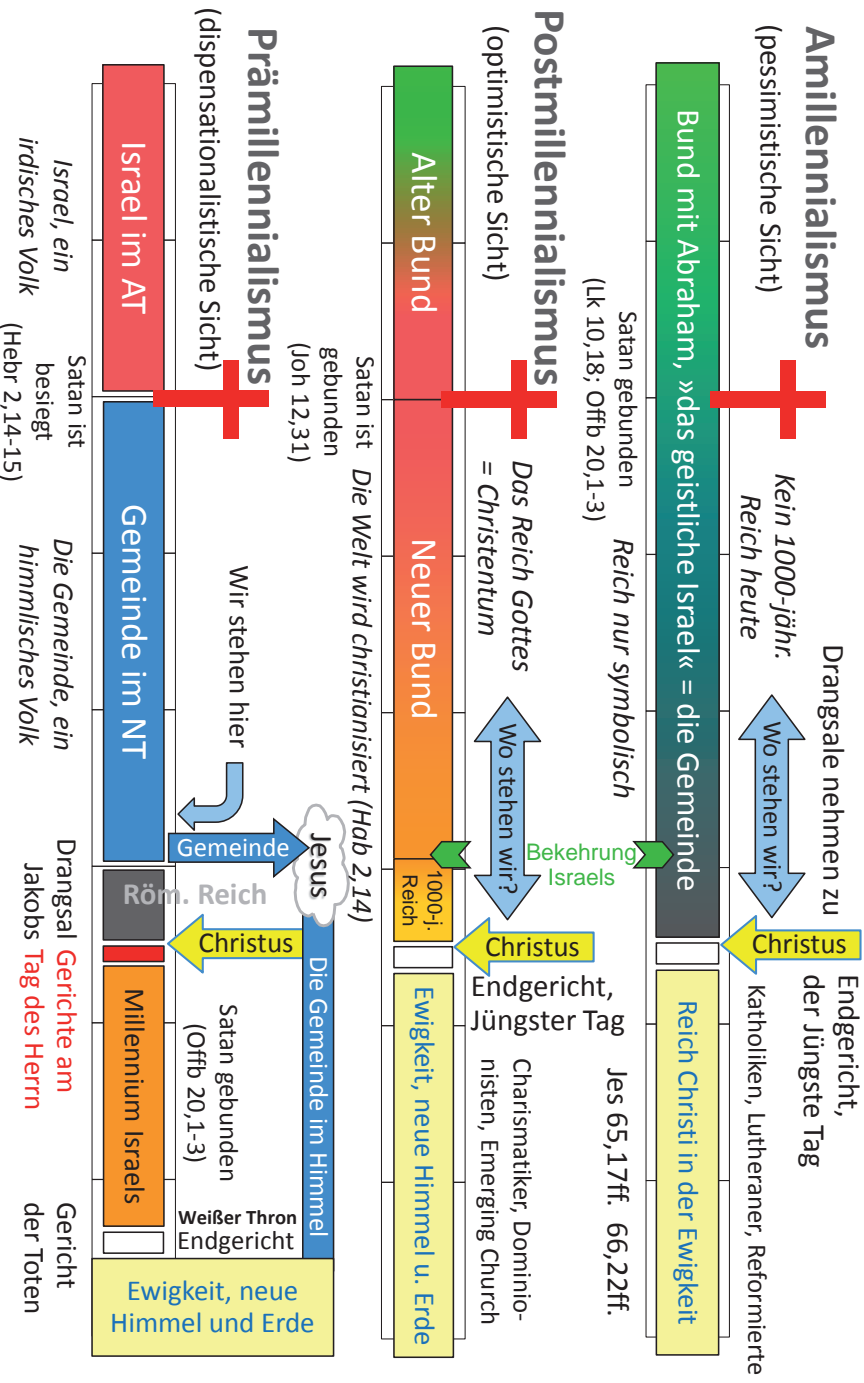 Amillennialismus
(pessimistische Sicht)
Kein 1000-jähr.
Reich heute
Drangsale nehmen zu
Wo stehen wir?
Christus
Endgericht,
der Jüngste Tag
Katholiken, Lutheraner, Reformierte
Bund mit Abraham, »das geistliche Israel« = die Gemeinde
Reich Christi in der Ewigkeit
Satan gebunden
(Lk 10,18; Offb 20,1-3)
Reich nur symbolisch
Bekehrung
Israels
Jes 65,17ff. 66,22ff.
Postmillennialismus
(optimistische Sicht)
Das Reich Gottes
= Christentum
Wo stehen wir?
Christus
Endgericht,
Jüngster Tag
Charismatiker, Dominio-
nisten, Emerging Church
Alter Bund
Neuer Bund
1000-j.
Reich
Ewigkeit, neue Himmel u. Erde
Satan ist
gebunden
(Joh 12,31)
Die Welt wird christianisiert (Hab 2,14)
Prämillennialismus
(dispensationalistische Sicht)
Wir stehen hier
Jesus
Gemeinde
Christus
Die Gemeinde im Himmel
Satan gebunden
(Offb 20,1-3)
Weißer Thron
Endgericht
Israel im AT
Gemeinde im NT
Röm. Reich
Millennium Israels
Ewigkeit, neue
Himmel und Erde
Israel, ein
irdisches Volk
Satan ist
besiegt
(Hebr 2,14-15)
Die Gemeinde, ein
himmlisches Volk
Drangsal
Jakobs
Gerichte am
Tag des Herrn
Gericht
der Toten